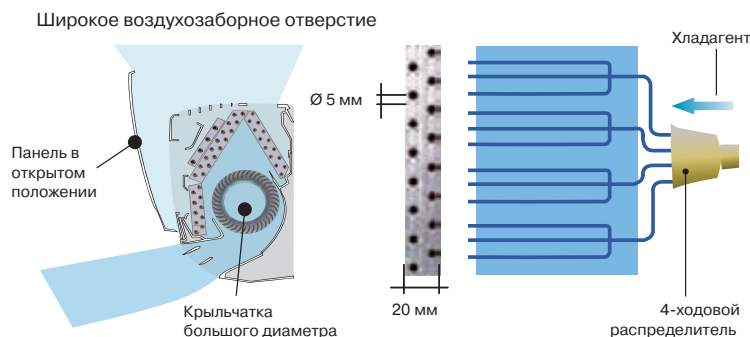 Широкое воздухозаборное отверстие
Хладагент
Ø 5 мм
Панель в
открытом
положении
20 мм
Крыльчатка
большого диаметра
4-ходовой
распределитель